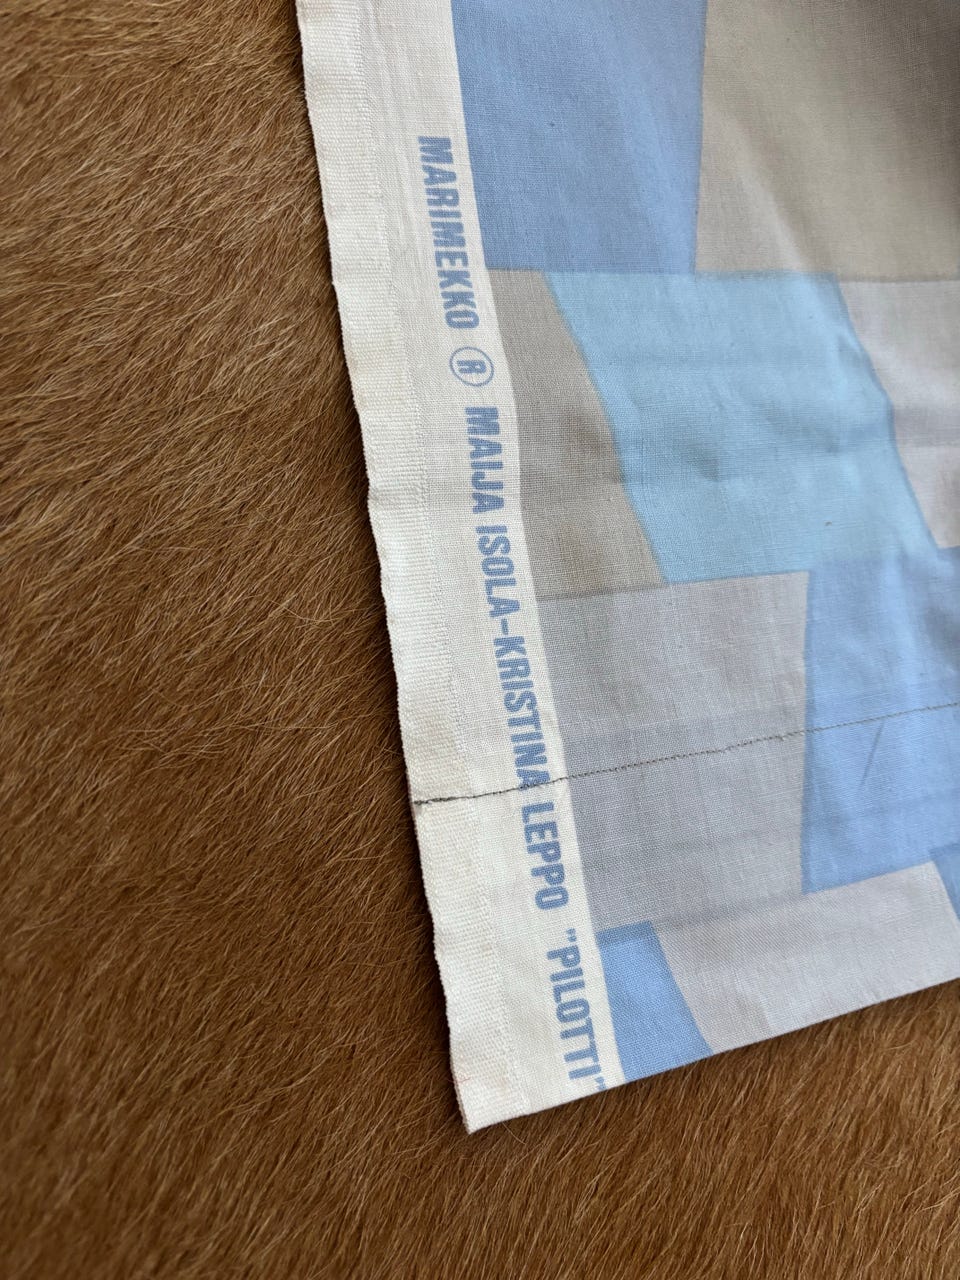 MARIMEKKO ® MAIJA ISOLA-KRISTINA LEPPO "PILOTTI"